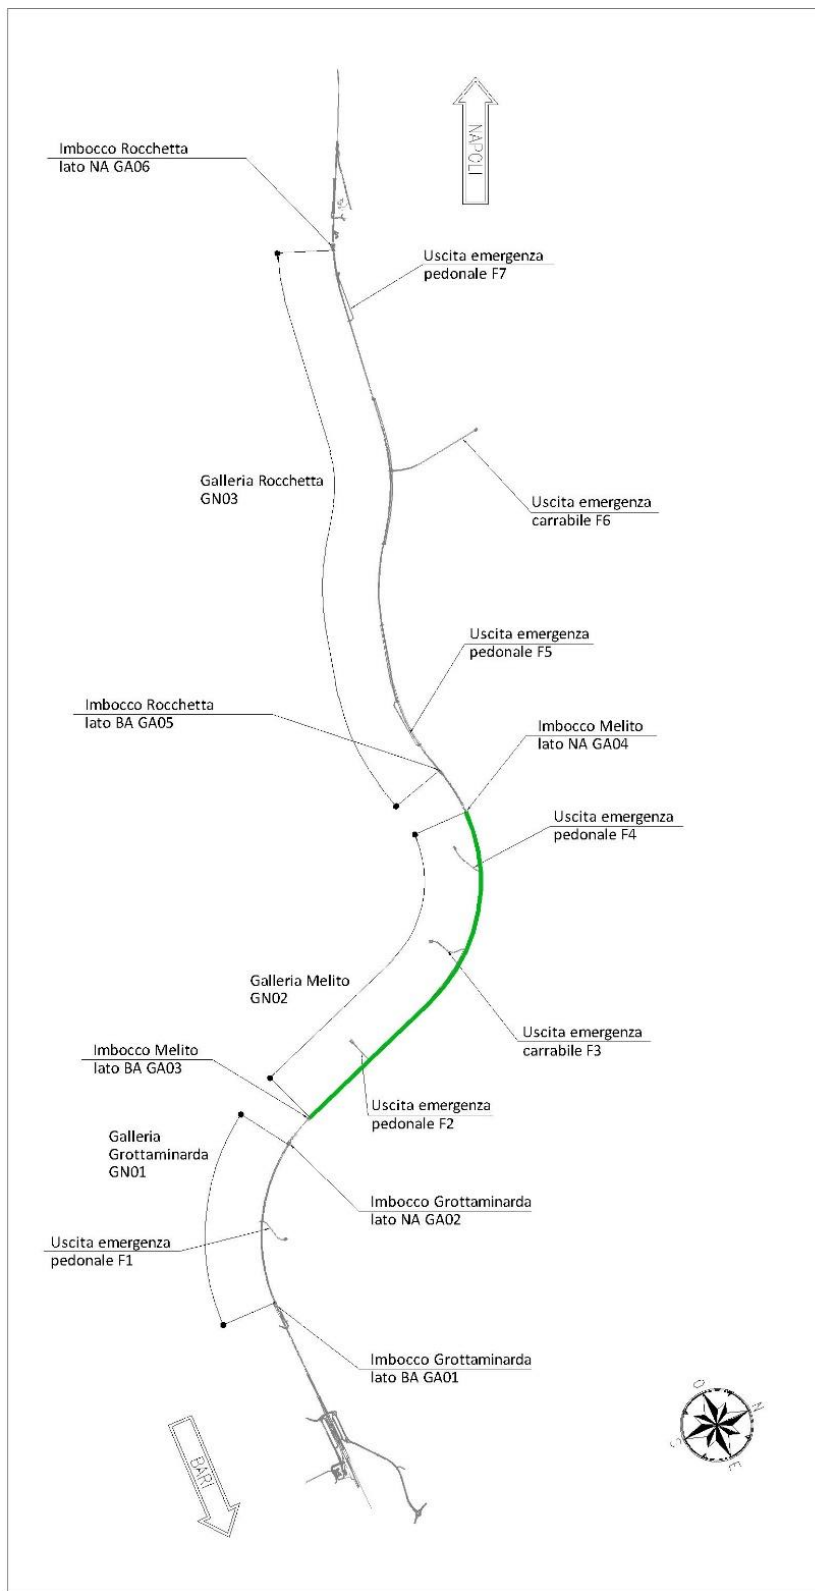 NAPOLI
Imbocco Rocchetta
lato NA GA06
Uscita emergenza
pedonale F7
Galleria Rocchetta
GN03
Uscita emergenza
carrabile F6
Uscita emergenza
pedonale F5
Imbocco Rocchetta
lato BA GA05
Imbocco Melito
lato NA GA04
Uscita emergenza
pedonale F4
Galleria Melito
GN02
Uscita emergenza
carrabile F3
Imbocco Melito
lato BA GA03
Uscita emergenza
pedonale F2
Galleria
Grottaminarda
GN01
Imbocco Grottaminarda
lato NA GA02
Uscita emergenza
pedonale F1
Imbocco Grottaminarda
lato BA GA01
BARI
O
N
S
E